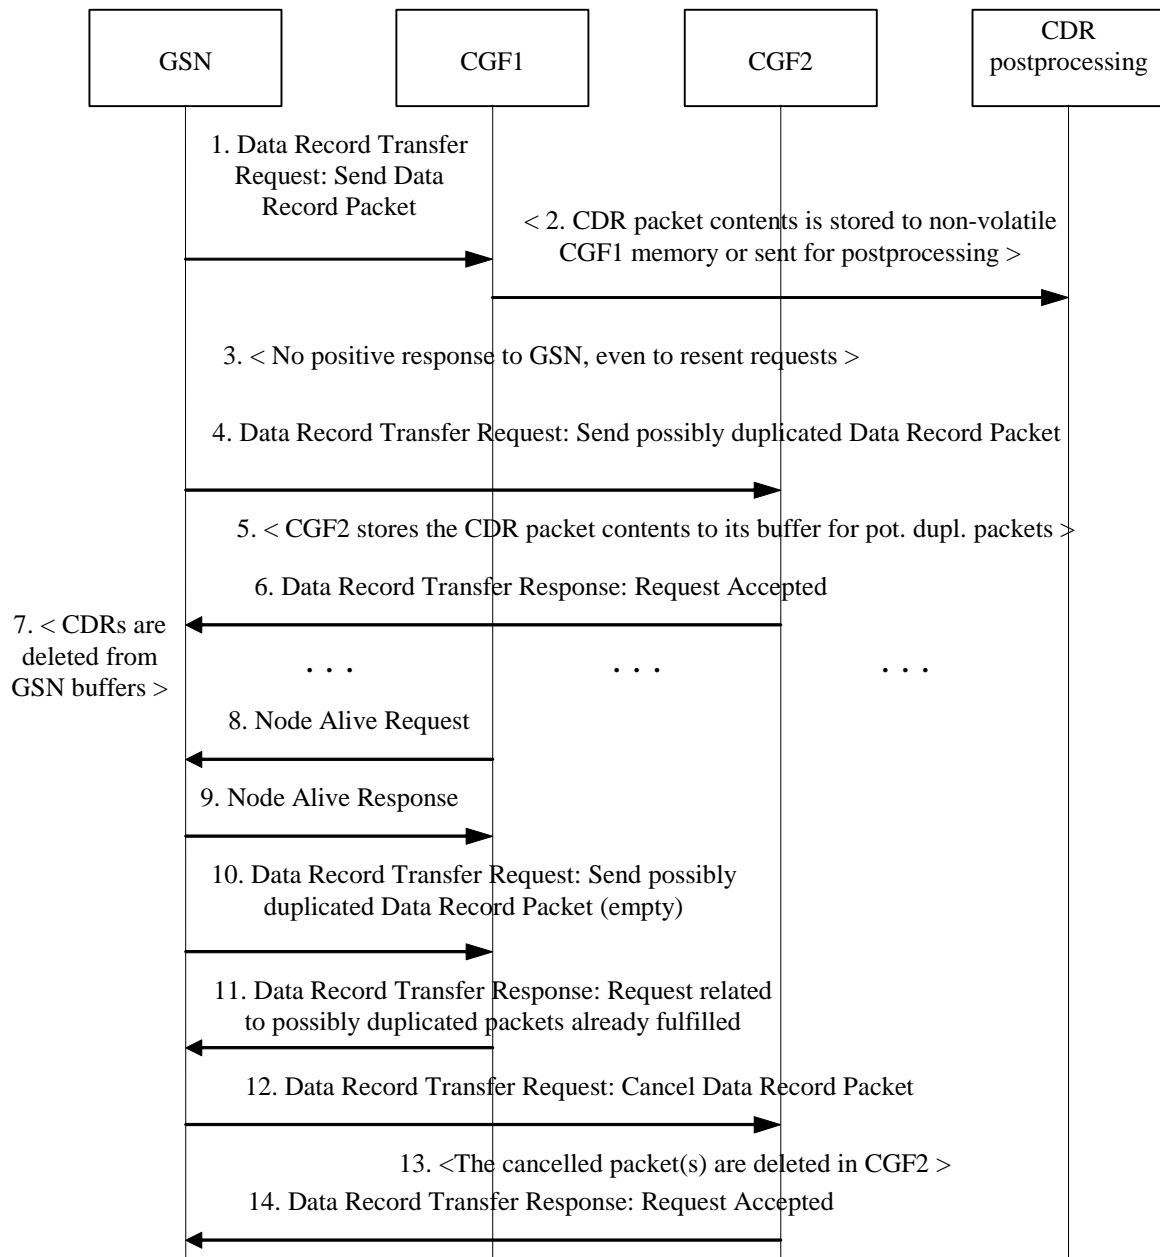 GSN
CGF1
CGF2
CDR
postprocessing
1. Data Record Transfer
Request: Send Data
Record Packet
< 2. CDR packet contents is stored to non-volatile
CGF1 memory or sent for postprocessing >
3. < No positive response to GSN, even to resent requests >
4. Data Record Transfer Request: Send possibly duplicated Data Record Packet
5. < CGF2 stores the CDR packet contents to its buffer for pot. dupl. packets >
6. Data Record Transfer Response: Request Accepted
7. < CDRs are
deleted from
GSN buffers >
. . .
. . .
. . .
8. Node Alive Request
9. Node Alive Response
10. Data Record Transfer Request: Send possibly
duplicated Data Record Packet (empty)
11. Data Record Transfer Response: Request related
to possibly duplicated packets already fulfilled
12. Data Record Transfer Request: Cancel Data Record Packet
13. <The cancelled packet(s) are deleted in CGF2 >
14. Data Record Transfer Response: Request Accepted